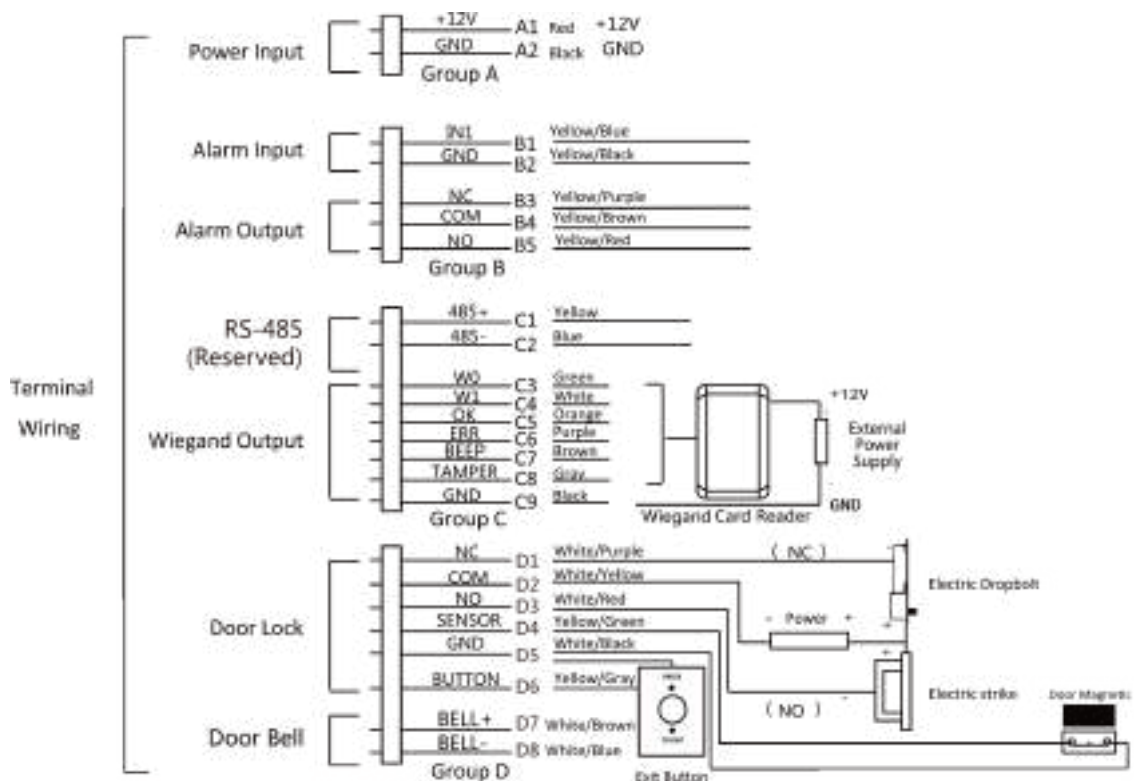 +12V A1 Red +12V
Power Input GND A2 Black GND
Group A
IN1 B1 Yellow/Blue
Alarm Input GND B2 Yellow/Black
NC B3 Yellow/Purple
Alarm Output COM B4 Yellow/Brown
NO B5 Yellow/Red
Group B
485+ C1 Yellow
RS-485 485- C2 Blue
(Reserved)
Terminal
Wiring
W0 C3 Green
W1 C4 White
OK C5 Orange
Wiegand Output ERR C6 Purple
BEEP C7 Brown
TAMPER C8 Gray
GND C9 Black
Group C
+12V
External
Power
Supply
GND
Wiegand Card Reader
NC D1 White/Purple ( NC )
COM D2 White/Yellow Electric Dropbolt
NO D3 White/Red
Door Lock SENSOR D4 Yellow/Green - Power + +
GND D5 White/Black +
BUTTON D6 Yellow/Gray Electric strike Door Magnetic
- ( NO )
BELL+ D7 White/Brown
Door Bell BELL- D8 White/Blue
Group D Exit Button